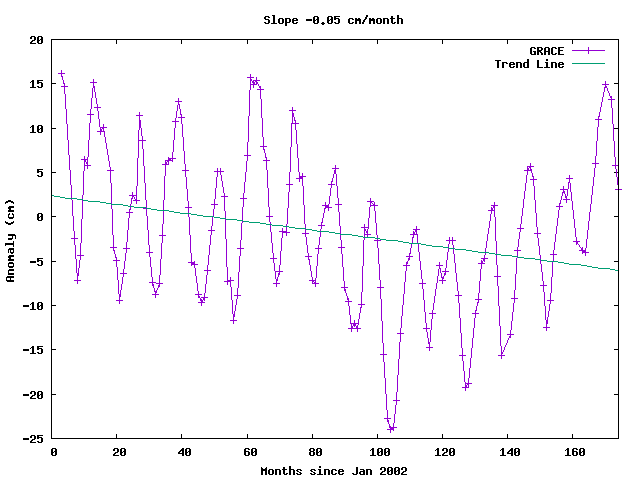 Slope -0.05 cm/month
20
15
10
5
0
-5
-10
-15
-20
-25
Anomaly (cm)
GRACE
Trend Line
0 20 40 60 80 100 120 140 160
Months since Jan 2002